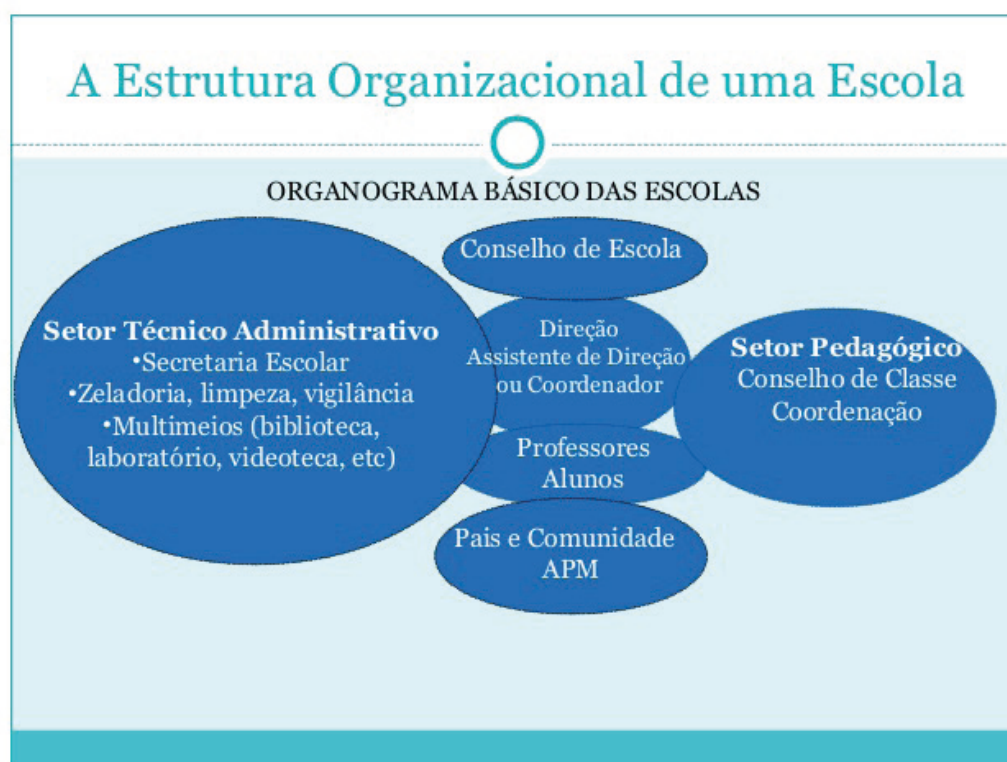 A Estrutura Organizacional de uma Escola
ORGANOGRAMA BÁSICO DAS ESCOLAS
Conselho de Escola
Setor Técnico Administrativo
•Secretaria Escolar
•Zeladoria, limpeza, vigilância
•Multimeios (biblioteca,
laboratório, videoteca, etc)
Direção
Assistente de Direção
ou Coordenador
Setor Pedagógico
Conselho de Classe
Coordenação
Professores
Alunos
Pais e Comunidade
APM